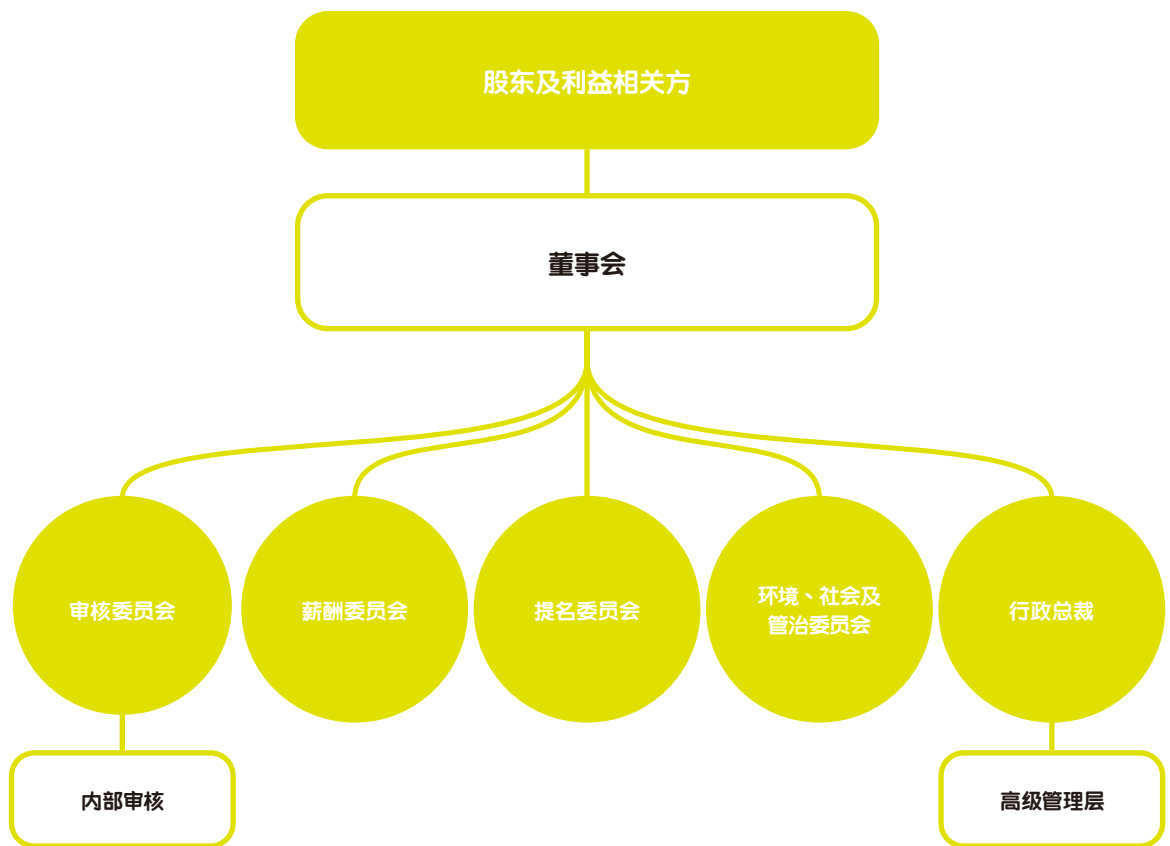 股东及利益相关方
董事会
审核委员会
薪酬委员会
提名委员会
环境、社会及
管治委员会
行政总裁
内部审核
高级管理层